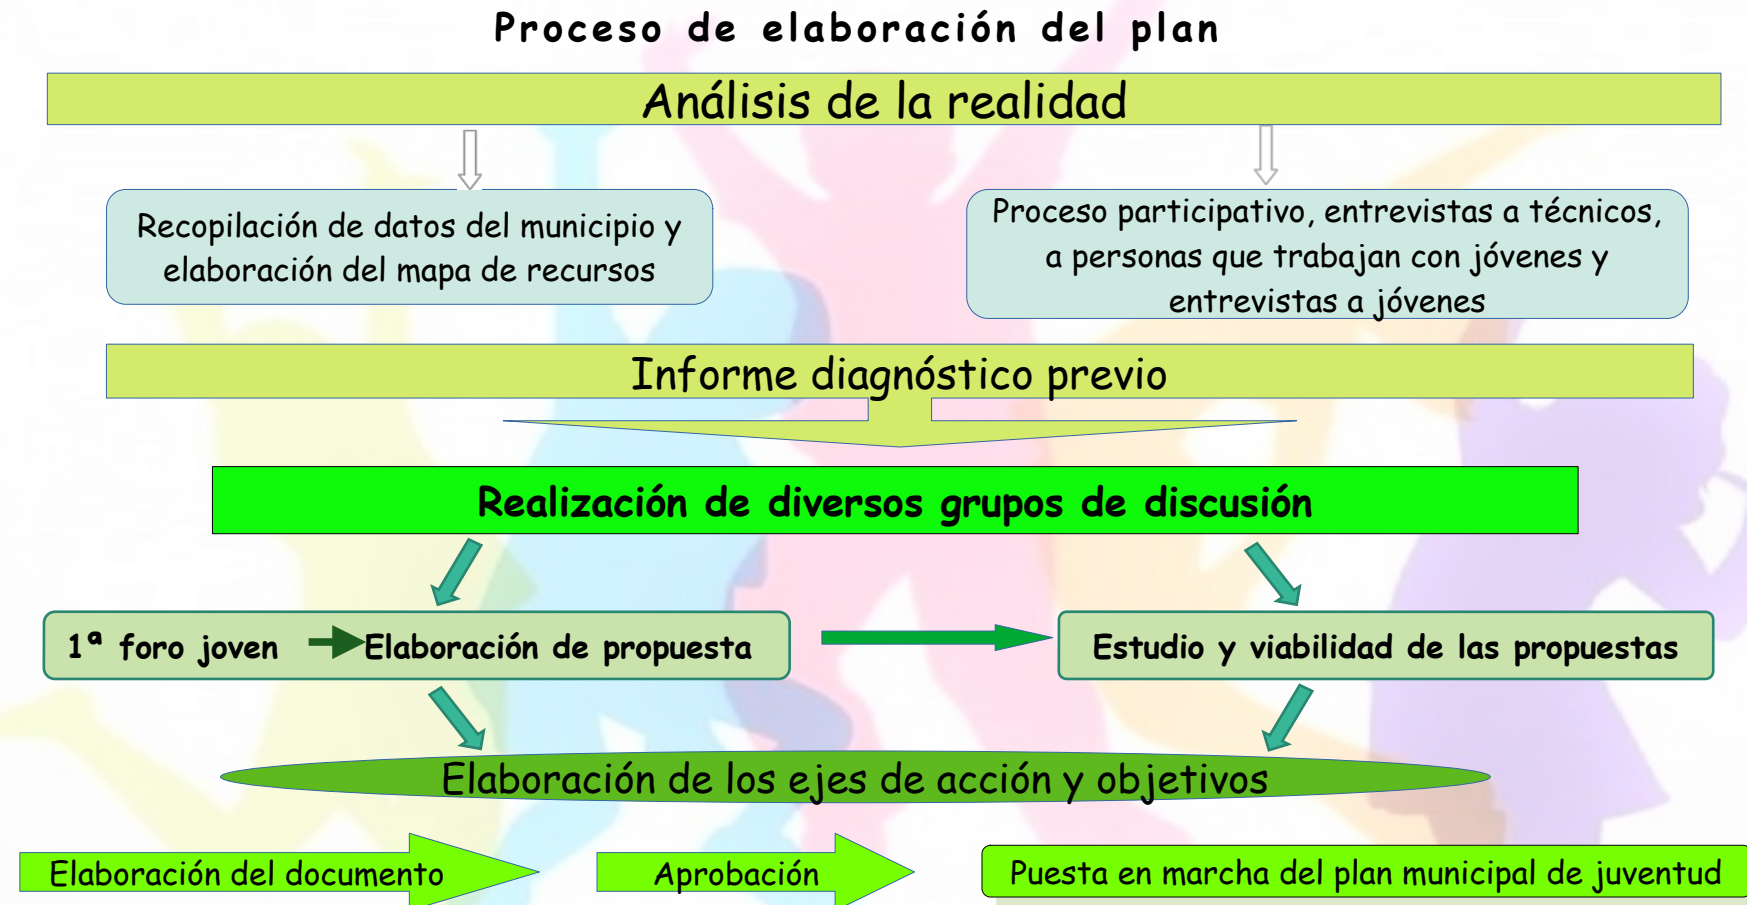 Proceso de elaboración del plan
Análisis de la realidad
Recopilación de datos del municipio y
elaboración del mapa de recursos
Proceso participativo, entrevistas a técnicos,
a personas que trabajan con jóvenes y
entrevistas a jóvenes
Informe diagnóstico previo
Realización de diversos grupos de discusión
1ª foro joven Elaboración de propuesta
Estudio y viabilidad de las propuestas
Elaboración de los ejes de acción y objetivos
Elaboración del documento
Aprobación
Puesta en marcha del plan municipal de juventud